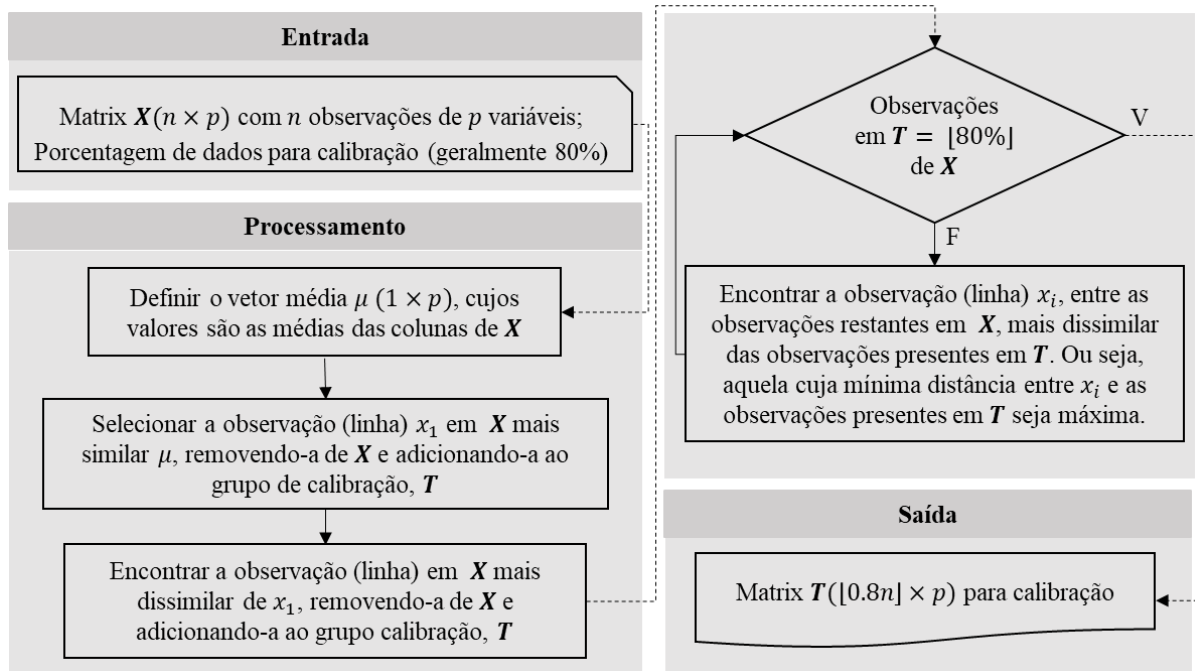 Entrada
Matrix X(n × p) com n observações de p variáveis;
Porcentagem de dados para calibração (geralmente 80%)
Processamento
Definir o vetor média μ (1 × p), cujos
valores são as médias das colunas de X
Selecionar a observação (linha) x₁ em X mais
similar μ, removendo-a de X e adicionando-a ao
grupo de calibração, T
Encontrar a observação (linha) em X mais
dissimilar de x₁, removendo-a de X e
adicionando-a ao grupo calibração, T
Observações
em T = ⌊80%⌋
de X
V
F
Encontrar a observação (linha) xᵢ, entre as
observações restantes em X, mais dissimilar
das observações presentes em T. Ou seja,
aquela cuja mínima distância entre xᵢ e as
observações presentes em T seja máxima.
Saída
Matrix T(⌊0.8n⌋ × p) para calibração